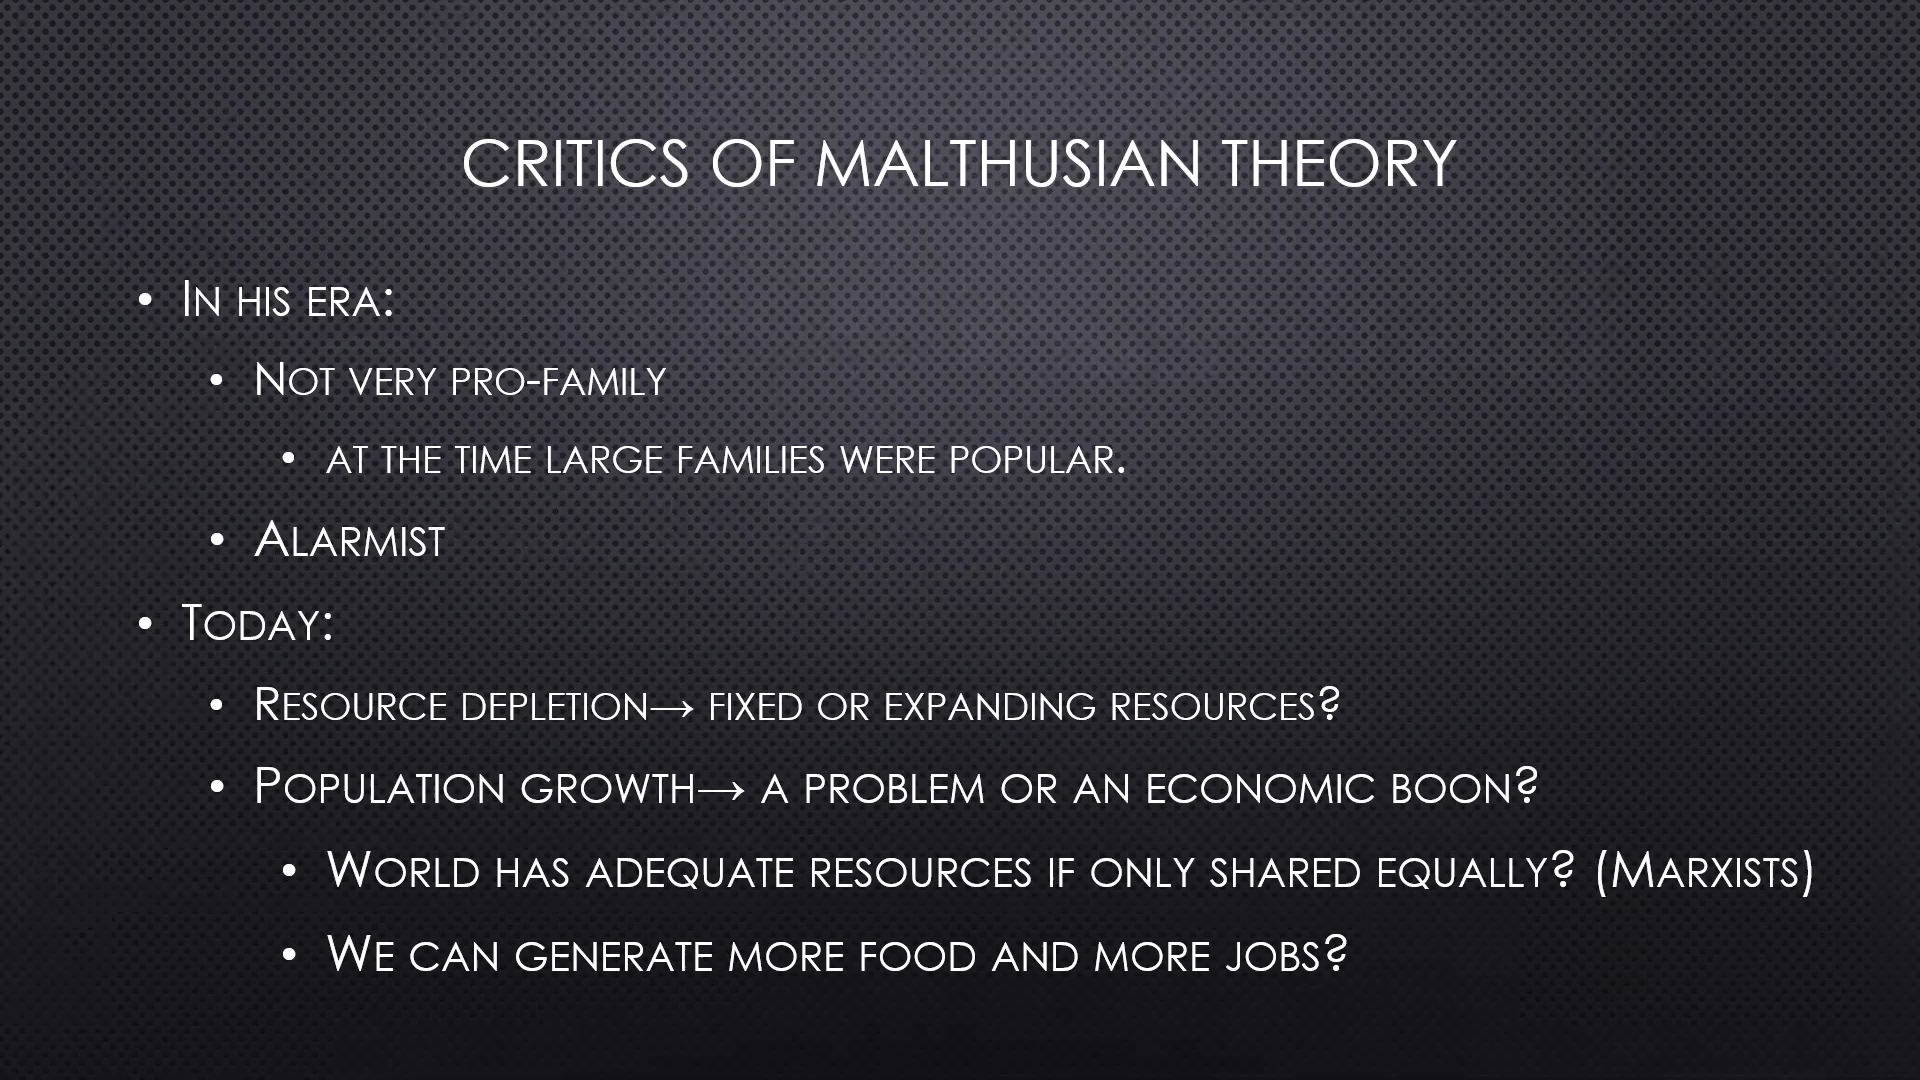 CRITICS OF MALTHUSIAN THEORY
• IN HIS ERA:
• NOT VERY PRO-FAMILY
• AT THE TIME LARGE FAMILIES WERE POPULAR.
• ALARMIST
• TODAY:
• RESOURCE DEPLETION→ FIXED OR EXPANDING RESOURCES?
• POPULATION GROWTH→ A PROBLEM OR AN ECONOMIC BOON?
• WORLD HAS ADEQUATE RESOURCES IF ONLY SHARED EQUALLY? (MARXISTS)
• WE CAN GENERATE MORE FOOD AND MORE JOBS?